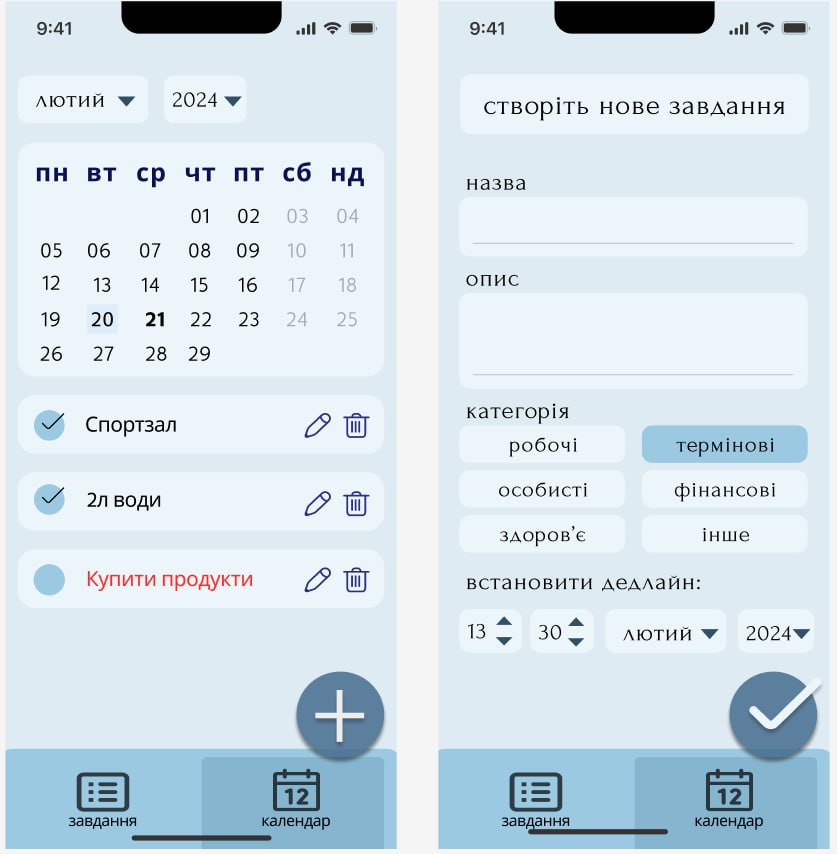 9:41
лютий 2024
пн вт ср чт пт сб нд
01 02 03 04
05 06 07 08 09 10 11
12 13 14 15 16 17 18
19 20 21 22 23 24 25
26 27 28 29
Спортзал
2л води
Купити продукти
завдання
12
календар
9:41
створіть нове завдання
назва
опис
категорія
робочі термінові
особисті фінансові
здоров’є інше
встановити дедлайн:
13 30 лютий 2024
завдання
12
календар